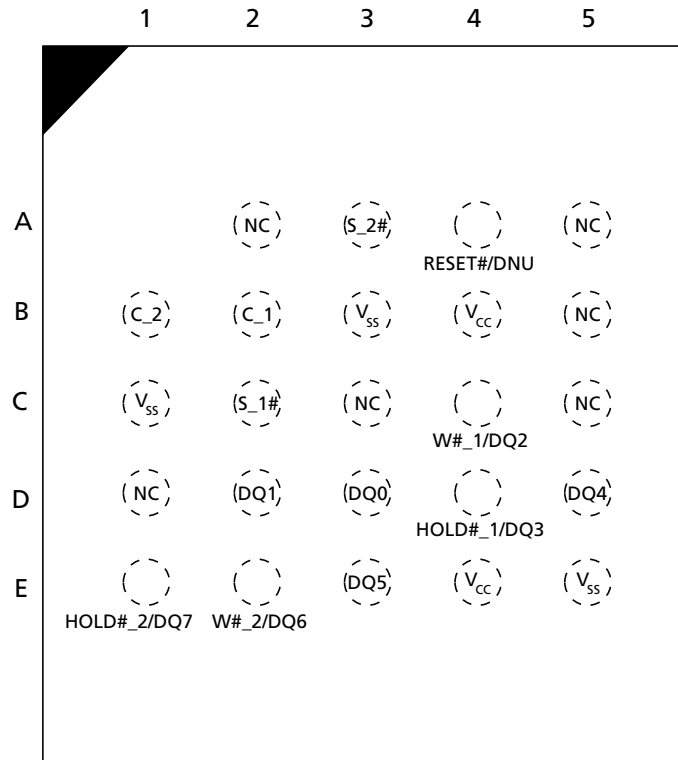 1 2 3 4 5
A NC S_2# NC
RESET#/DNU
B C_2 C_1 VSS VCC NC
C VSS S_1# NC NC
W#_1/DQ2
D NC DQ1 DQ0 DQ4
HOLD#_1/DQ3
E DQ5 VCC VSS
HOLD#_2/DQ7 W#_2/DQ6